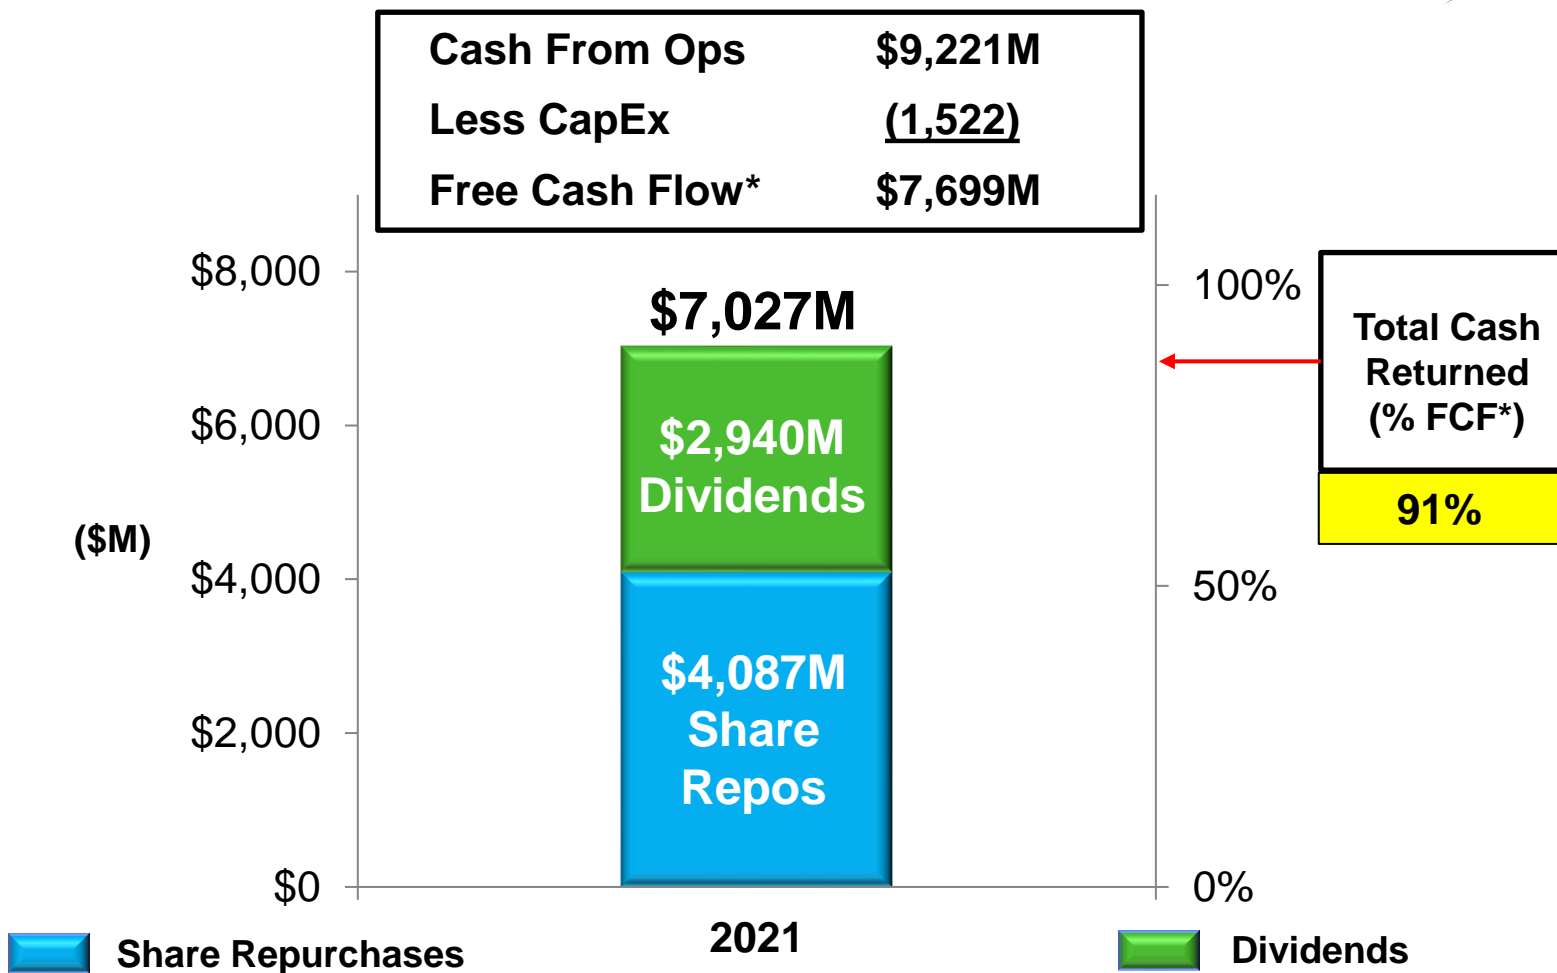 Cash From Ops $9,221M
Less CapEx (1,522)
Free Cash Flow* $7,699M
$8,000
$6,000
($M)
$4,000
$2,000
$0
$7,027M
$2,940M
Dividends
$4,087M
Share
Repos
2021
100%
50%
0%
Total Cash
Returned
(% FCF*)
91%
Share Repurchases
Dividends